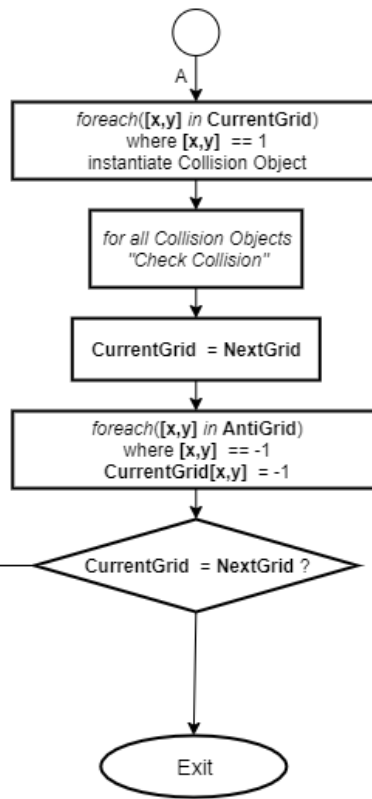 A
foreach([x,y] in CurrentGrid)
where [x,y] == 1
instantiate Collision Object
for all Collision Objects
"Check Collision"
CurrentGrid = NextGrid
foreach([x,y] in AntiGrid)
where [x,y] == -1
CurrentGrid[x,y] = -1
CurrentGrid = NextGrid ?
Exit